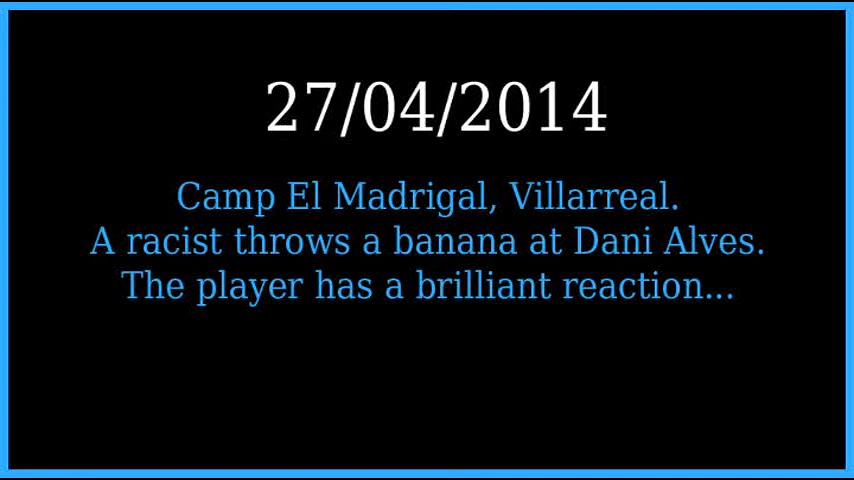 27/04/2014
Camp El Madrigal, Villarreal.
A racist throws a banana at Dani Alves.
The player has a brilliant reaction...